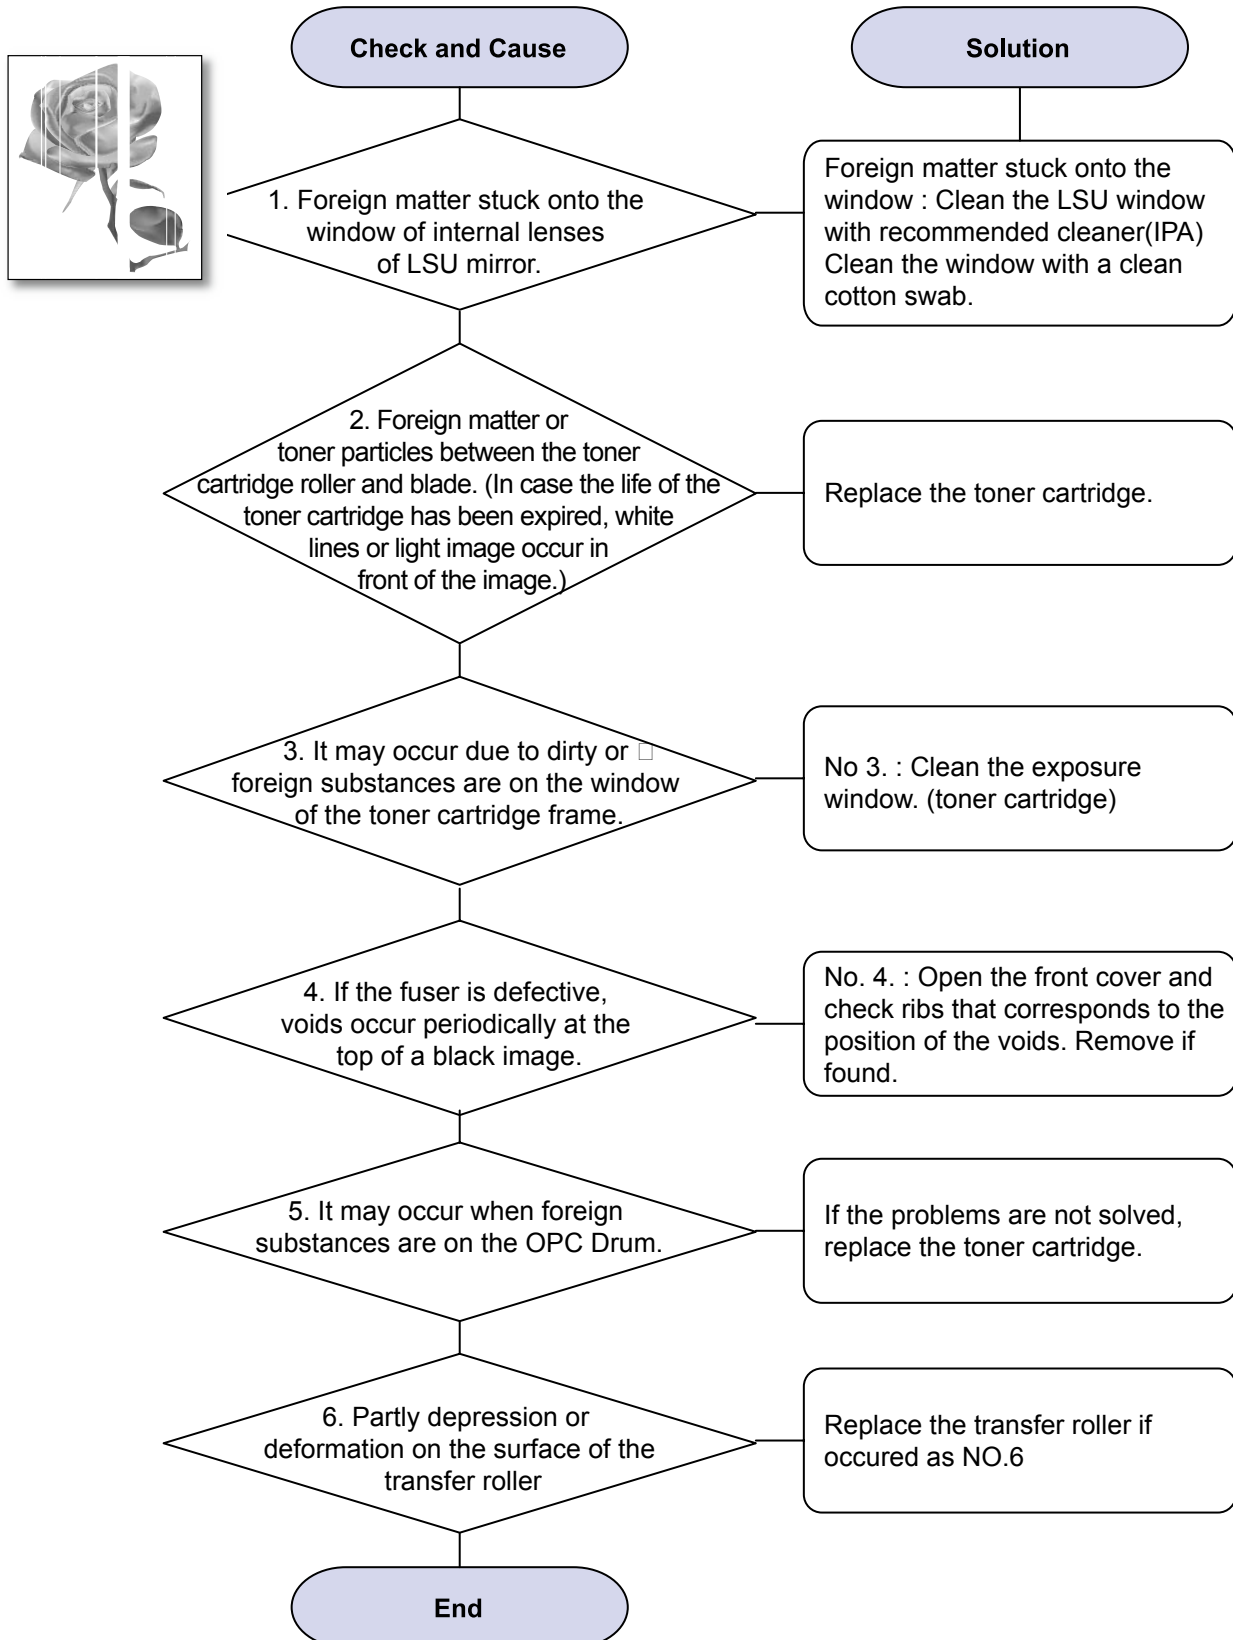 Check and Cause
Solution
1. Foreign matter stuck onto the
window of internal lenses
of LSU mirror.
Foreign matter stuck onto the
window : Clean the LSU window
with recommended cleaner(IPA)
Clean the window with a clean
cotton swab.
2. Foreign matter or
toner particles between the toner
cartridge roller and blade. (In case the life of the
toner cartridge has been expired, white
lines or light image occur in
front of the image.)
Replace the toner cartridge.
3. It may occur due to dirty or □
foreign substances are on the window
of the toner cartridge frame.
No 3. : Clean the exposure
window. (toner cartridge)
4. If the fuser is defective,
voids occur periodically at the
top of a black image.
No. 4. : Open the front cover and
check ribs that corresponds to the
position of the voids. Remove if
found.
5. It may occur when foreign
substances are on the OPC Drum.
If the problems are not solved,
replace the toner cartridge.
6. Partly depression or
deformation on the surface of the
transfer roller
Replace the transfer roller if
occured as NO.6
End